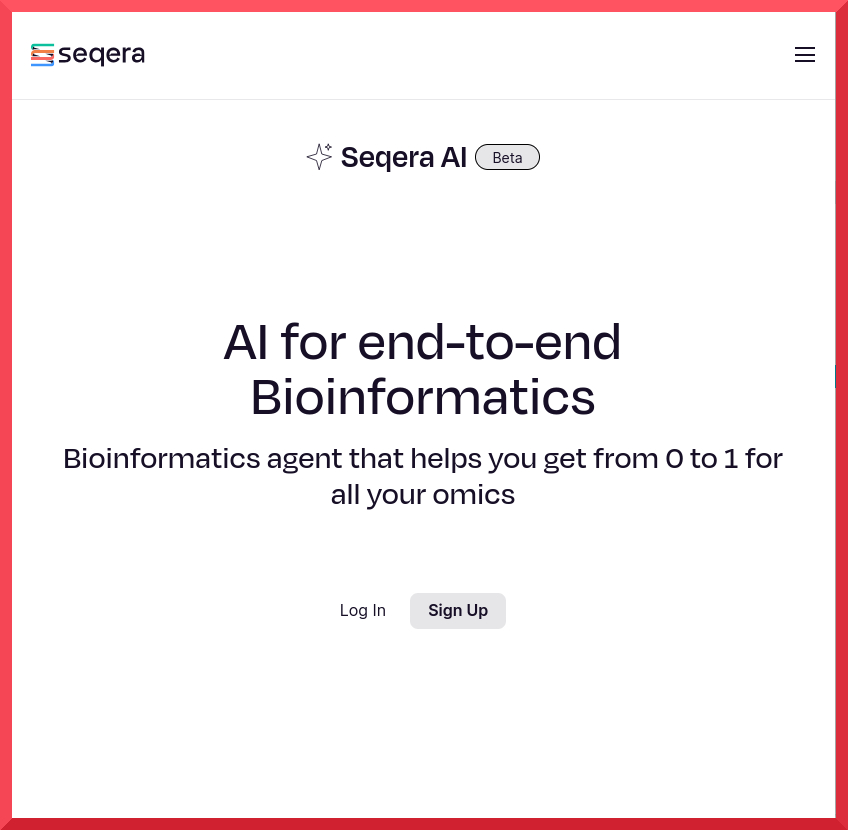 seqera
Seqera AI Beta
AI for end-to-end
Bioinformatics
Bioinformatics agent that helps you get from 0 to 1 for
all your omics
Log In Sign Up